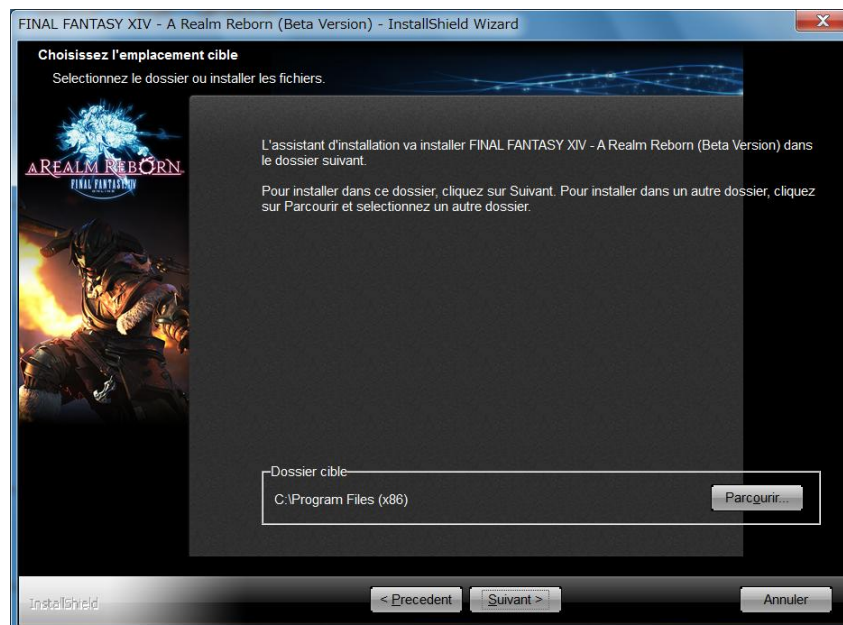 FINAL FANTASY XIV - A Realm Reborn (Beta Version) - InstallShield Wizard
Choisissez l'emplacement cible
Selectionnez le dossier ou installer les fichiers.
A REALM REBORN
FINAL FANTASY XIV
ONLINE
L'assistant d'installation va installer FINAL FANTASY XIV - A Realm Reborn (Beta Version) dans
le dossier suivant.
Pour installer dans ce dossier, cliquez sur Suivant. Pour installer dans un autre dossier, cliquez
sur Parcourir et selectionnez un autre dossier.
Dossier cible
C:\Program Files (x86)
Parcourir...
InstallShield
< Precedent
Suivant >
Annuler